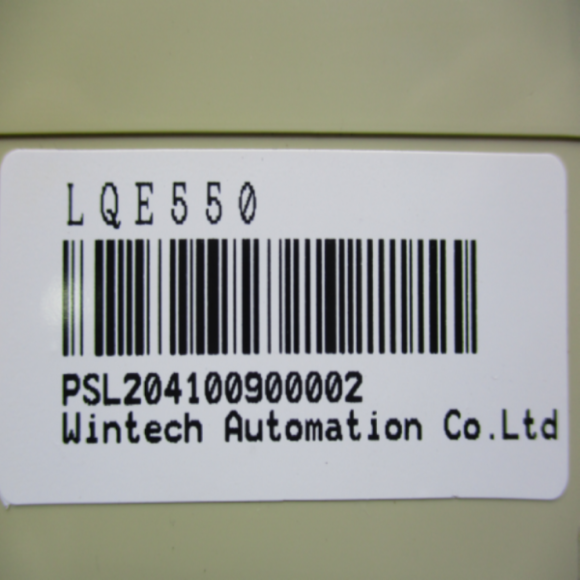 LQE550
PSL204100900002
Wintech Automation Co.Ltd